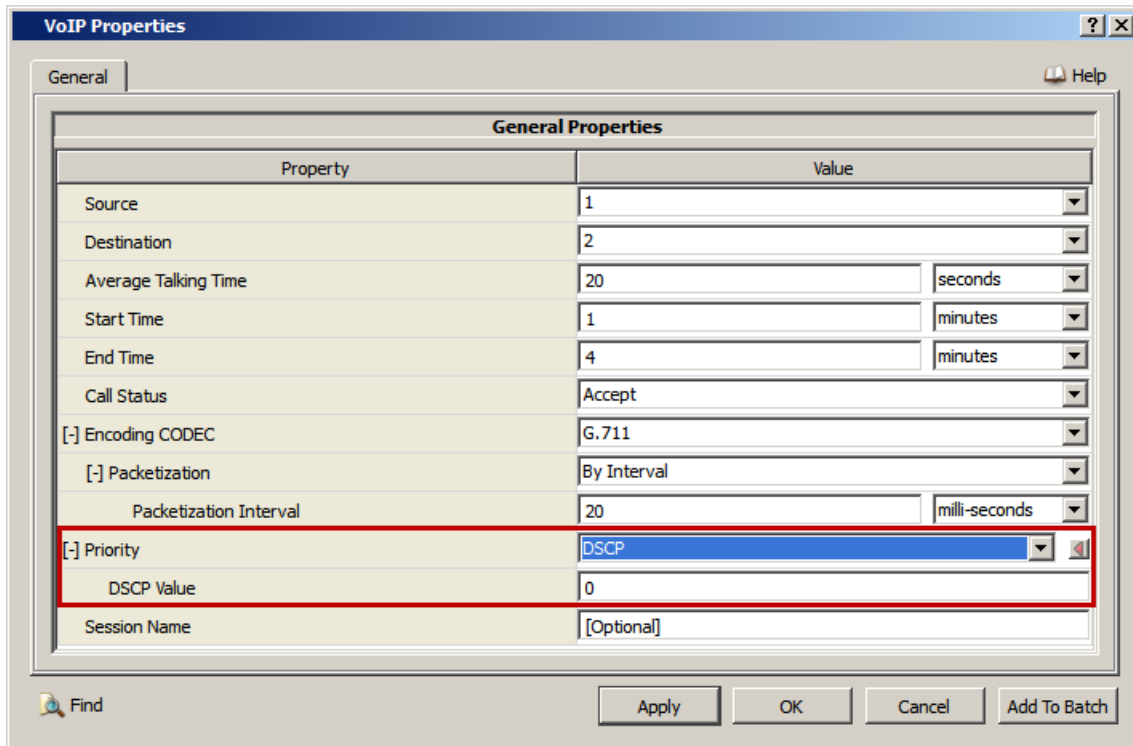 VoIP Properties
General
Help
General Properties
Property Value
Source 1
Destination 2
Average Talking Time 20 seconds
Start Time 1 minutes
End Time 4 minutes
Call Status Accept
[-] Encoding CODEC G.711
[-] Packetization By Interval
Packetization Interval 20 milli-seconds
[-] Priority DSCP
DSCP Value 0
Session Name [Optional]
Find Apply OK Cancel Add To Batch